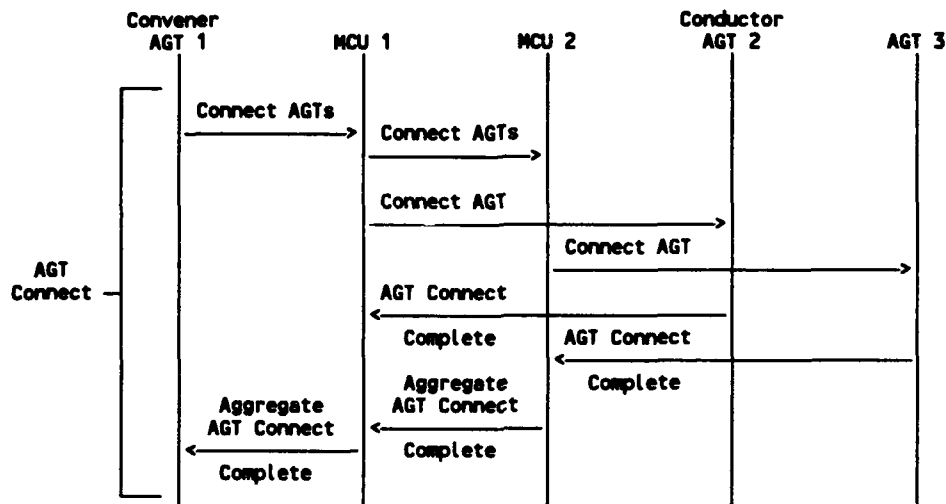 Convener Conductor
AGT 1 MCU 1 MCU 2 AGT 2 AGT 3
Connect AGTs
Connect AGTs
Connect AGT
Connect AGT
AGT
Connect
AGT Connect
Complete
AGT Connect
Complete
Aggregate
AGT Connect
Complete
Aggregate
AGT Connect
Complete